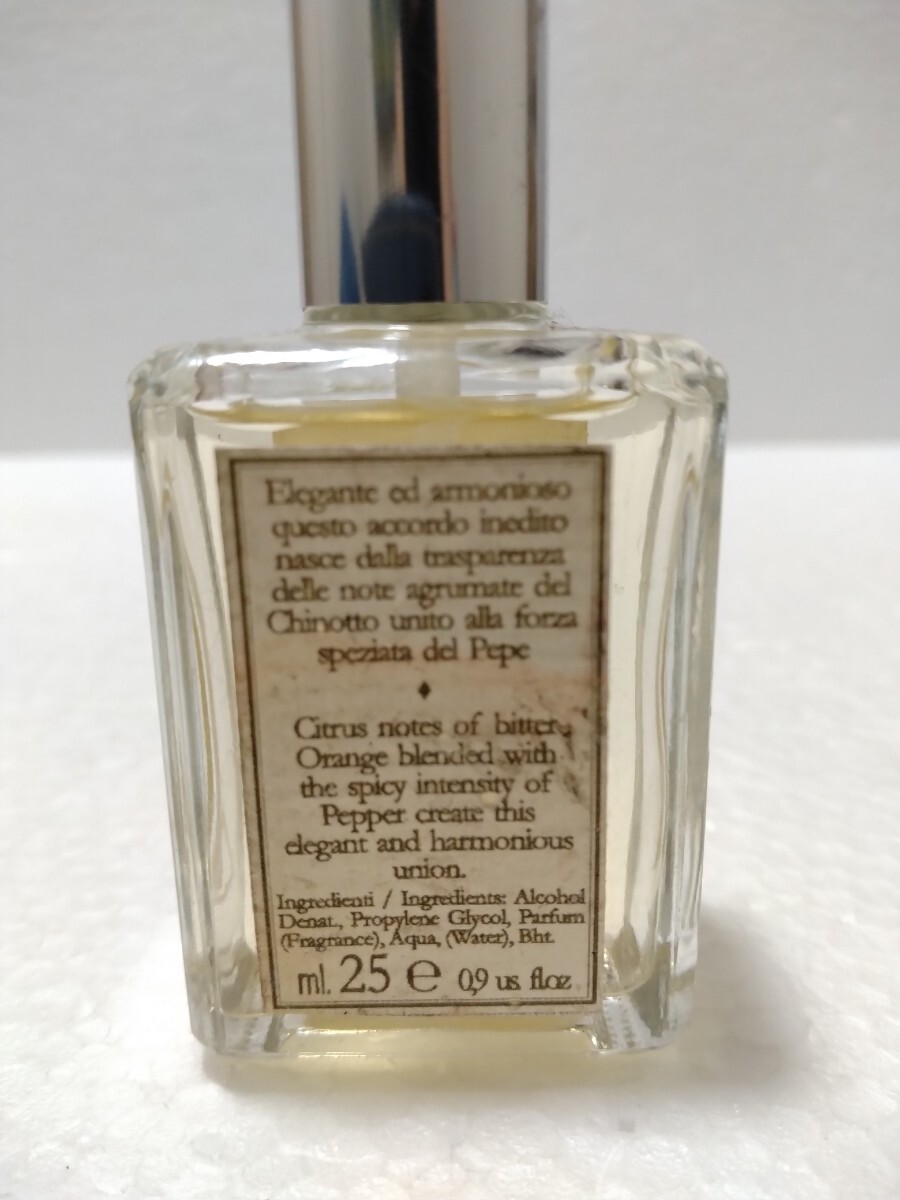 Elegante ed armonioso
questo accordo inedito
nasce dalla trasparenza
delle note agrumate del
Chinotto unito alla forza
speziata del Pepe
♦
Citrus notes of bitter
Orange blended with
the spicy intensity of
Pepper create this
elegant and harmonious
union.
Ingredienti / Ingredients: Alcohol
Denat., Propylene Glycol, Parfum
(Fragrance), Aqua, (Water), Bht.
ml. 25 ℮ 0,9 us. fl.oz